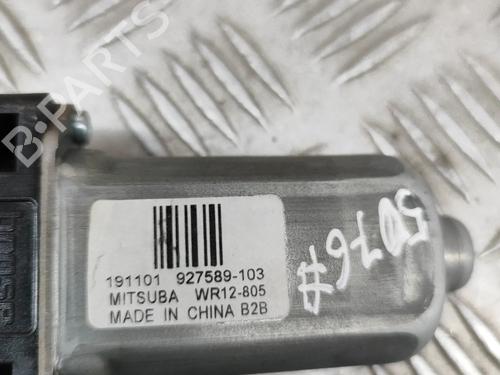 B-PARTS
191101 927589-103
MITSUBA WR12-805
MADE IN CHINA B2B
5076#